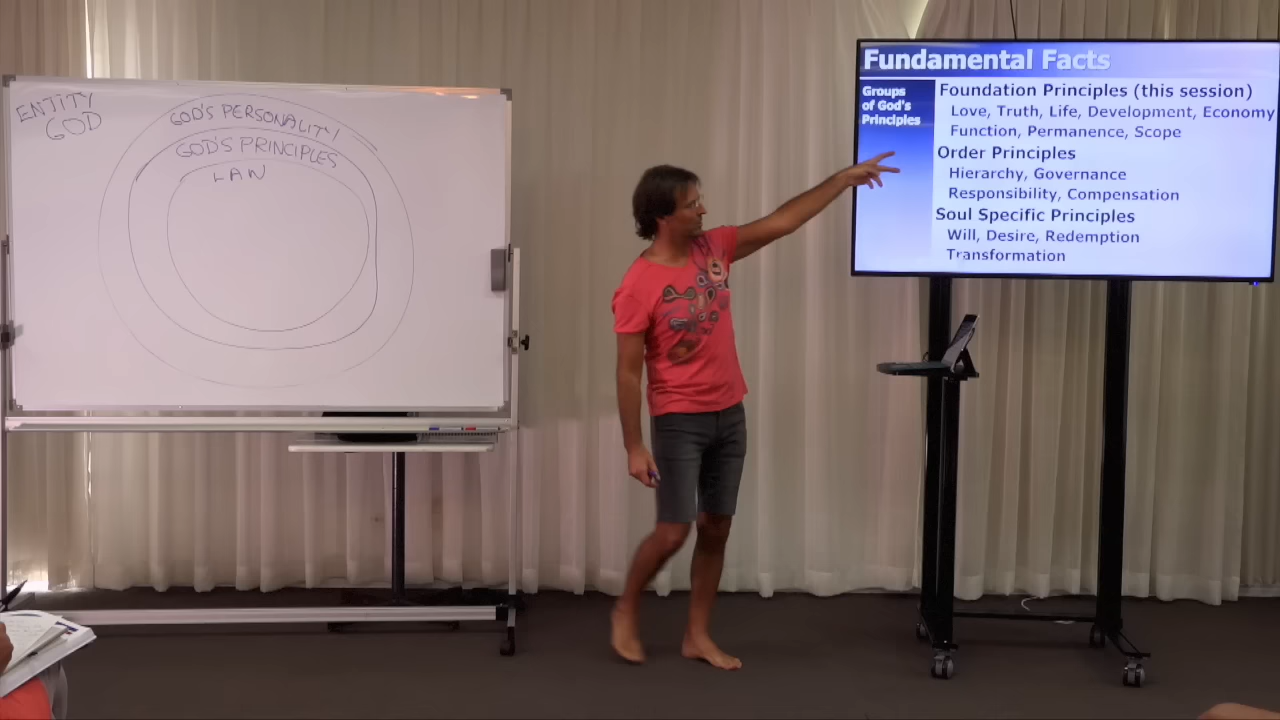 ENTITY
GOD
GOD'S PERSONALITY
GOD'S PRINCIPLES
LAW
Fundamental Facts
Groups
of God's
Principles
Foundation Principles (this session)
Love, Truth, Life, Development, Economy
Function, Permanence, Scope
Order Principles
Hierarchy, Governance
Responsibility, Compensation
Soul Specific Principles
Will, Desire, Redemption
Transformation